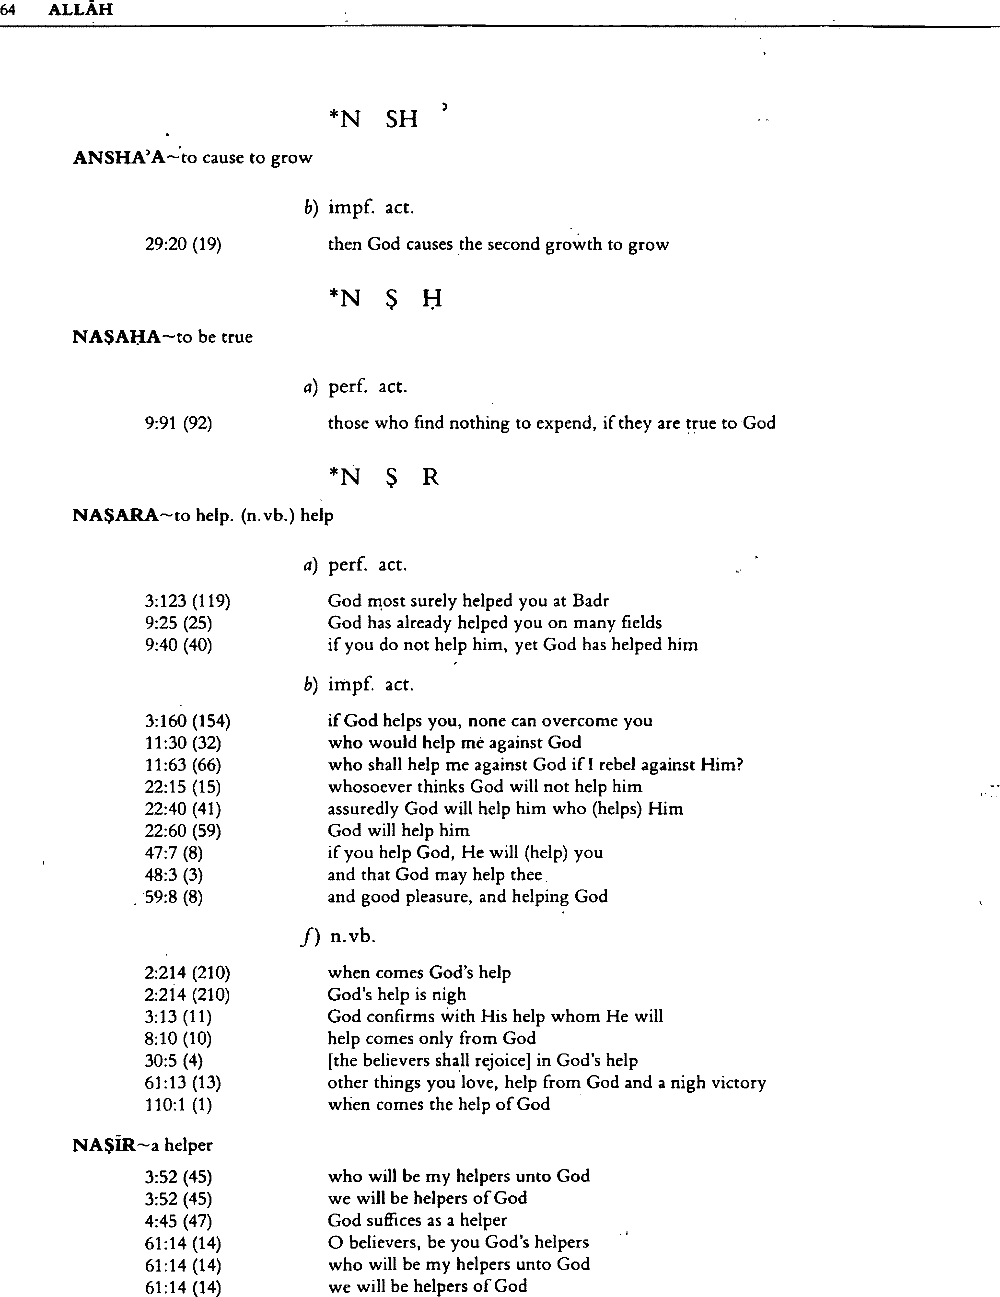 64 ALLĀH
*N SH ʾ
ANSHAʾA~to cause to grow
b) impf. act.
29:20 (19) then God causes the second growth to grow
*N Ṣ Ḥ
NAṢAḤA~to be true
a) perf. act.
9:91 (92) those who find nothing to expend, if they are true to God
*N Ṣ R
NAṢARA~to help. (n.vb.) help
a) perf. act.
3:123 (119) God most surely helped you at Badr
9:25 (25) God has already helped you on many fields
9:40 (40) if you do not help him, yet God has helped him
b) impf. act.
3:160 (154) if God helps you, none can overcome you
11:30 (32) who would help me against God
11:63 (66) who shall help me against God if I rebel against Him?
22:15 (15) whosoever thinks God will not help him
22:40 (41) assuredly God will help him who (helps) Him
22:60 (59) God will help him
47:7 (8) if you help God, He will (help) you
48:3 (3) and that God may help thee
59:8 (8) and good pleasure, and helping God
f) n.vb.
2:214 (210) when comes God's help
2:214 (210) God's help is nigh
3:13 (11) God confirms with His help whom He will
8:10 (10) help comes only from God
30:5 (4) [the believers shall rejoice] in God's help
61:13 (13) other things you love, help from God and a nigh victory
110:1 (1) when comes the help of God
NAṢĪR~a helper
3:52 (45) who will be my helpers unto God
3:52 (45) we will be helpers of God
4:45 (47) God suffices as a helper
61:14 (14) O believers, be you God's helpers
61:14 (14) who will be my helpers unto God
61:14 (14) we will be helpers of God